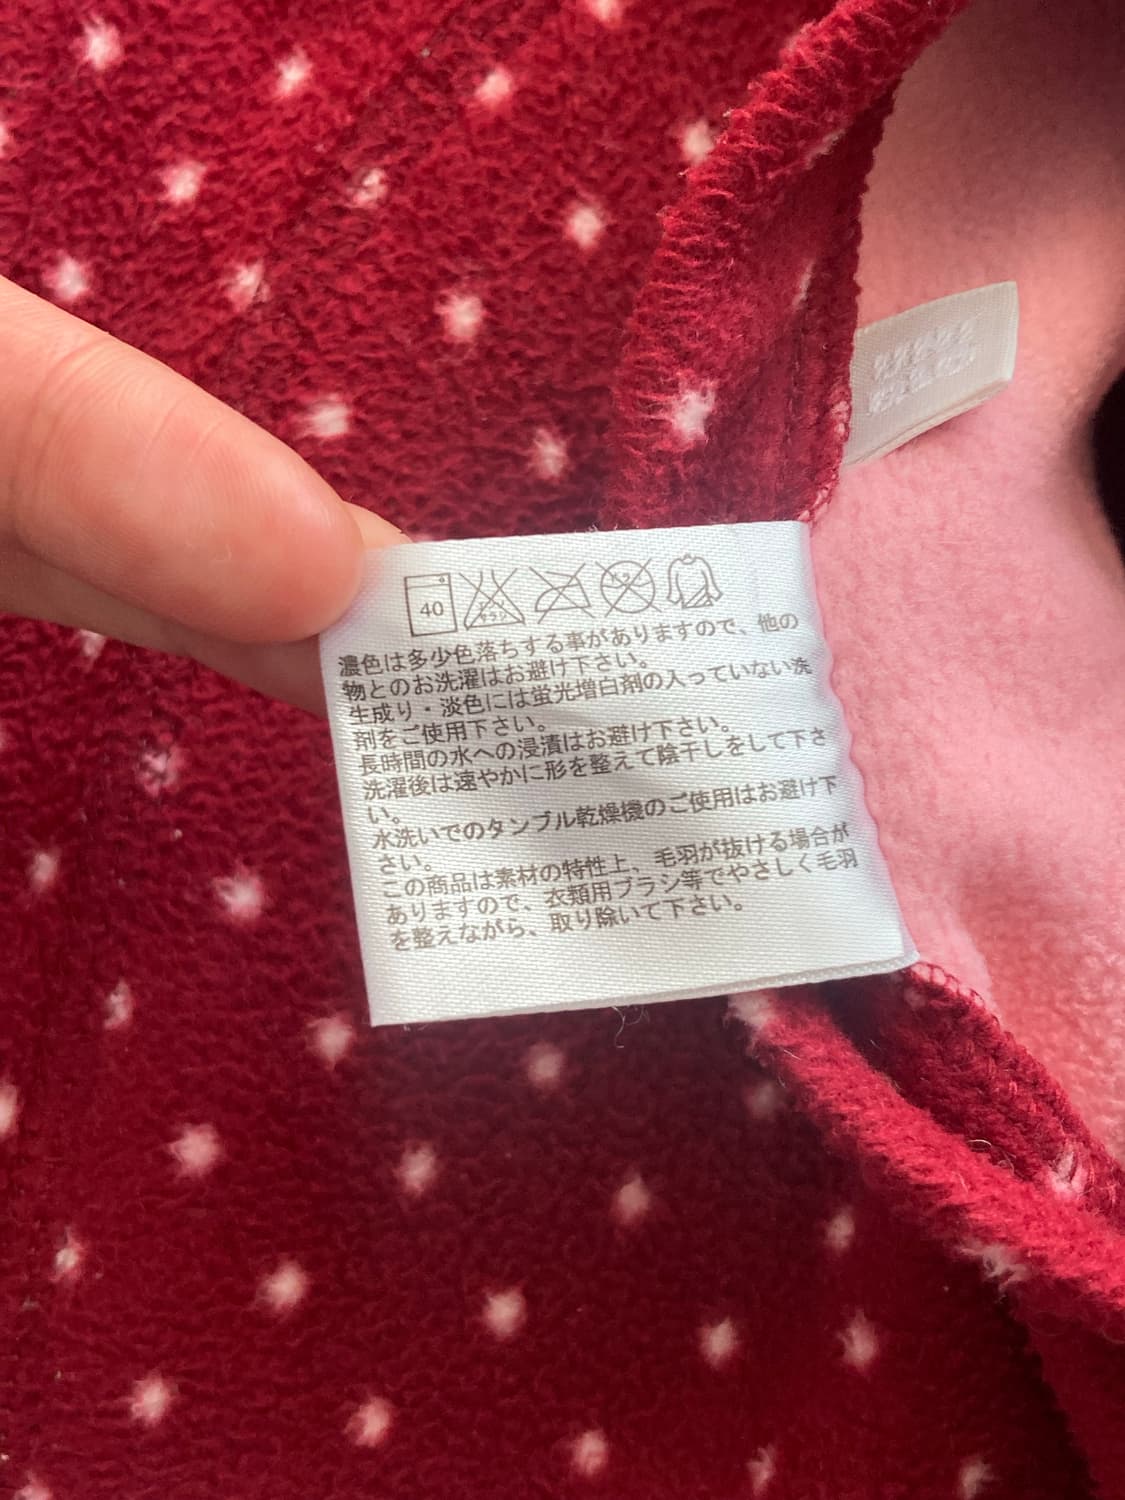 40
濃色は多少色落ちする事がありますので、他の
物とのお洗濯はお避け下さい。
生成り・淡色には蛍光増白剤の入っていない洗
剤をご使用下さい。
長時間の水への浸漬はお避け下さい。
洗濯後は速やかに形を整えて陰干しをして下さ
い。
水洗いでのタンブル乾燥機のご使用はお避け下
さい。
この商品は素材の特性上、毛羽が抜ける場合が
ありますので、衣類用ブラシ等でやさしく毛羽
を整えながら、取り除いて下さい。